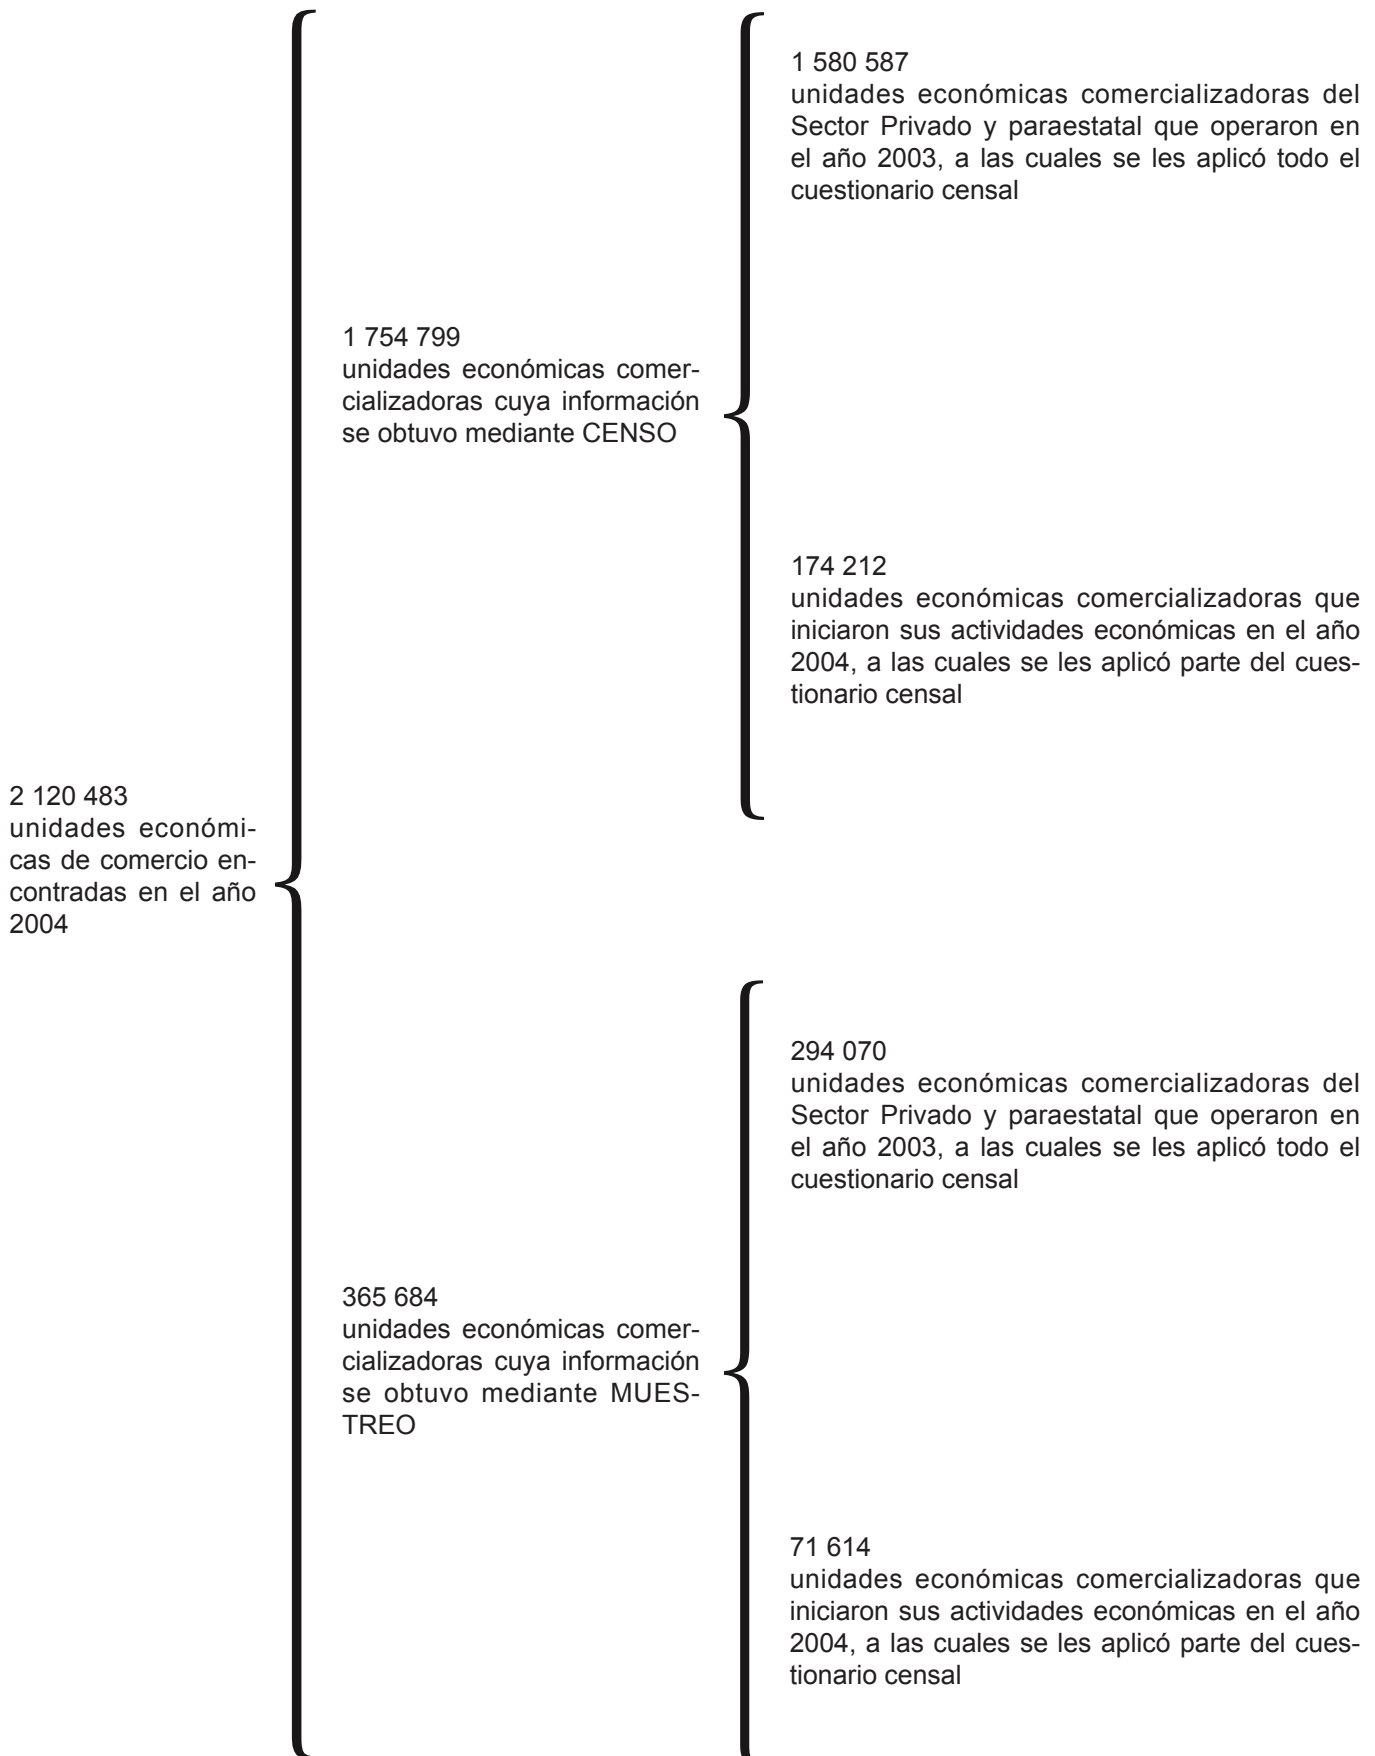 2 120 483
unidades económi-
cas de comercio en-
contradas en el año
2004
1 754 799
unidades económicas comer-
cializadoras cuya información
se obtuvo mediante CENSO
1 580 587
unidades económicas comercializadoras del
Sector Privado y paraestatal que operaron en
el año 2003, a las cuales se les aplicó todo el
cuestionario censal
174 212
unidades económicas comercializadoras que
iniciaron sus actividades económicas en el año
2004, a las cuales se les aplicó parte del cues-
tionario censal
365 684
unidades económicas comer-
cializadoras cuya información
se obtuvo mediante MUES-
TREO
294 070
unidades económicas comercializadoras del
Sector Privado y paraestatal que operaron en
el año 2003, a las cuales se les aplicó todo el
cuestionario censal
71 614
unidades económicas comercializadoras que
iniciaron sus actividades económicas en el año
2004, a las cuales se les aplicó parte del cues-
tionario censal